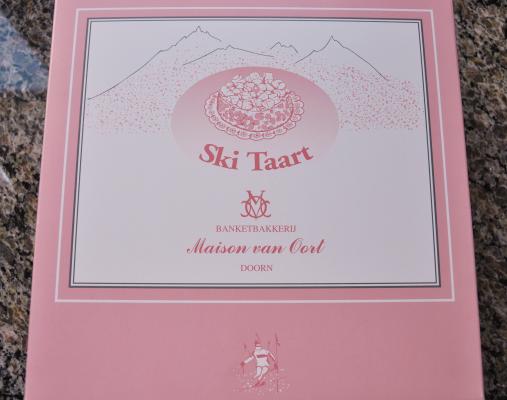 Ski Taart
BANKETBAKKERIJ
Maison van Oort
DOORN